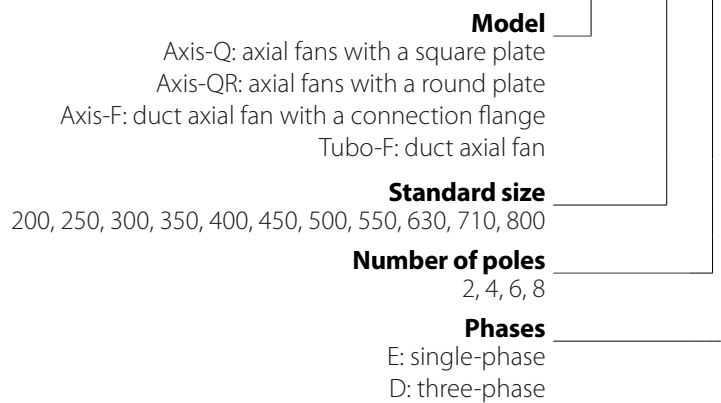 Model
Axis-Q: axial fans with a square plate
Axis-QR: axial fans with a round plate
Axis-F: duct axial fan with a connection flange
Tubo-F: duct axial fan
Standard size
200, 250, 300, 350, 400, 450, 500, 550, 630, 710, 800
Number of poles
2, 4, 6, 8
Phases
E: single-phase
D: three-phase